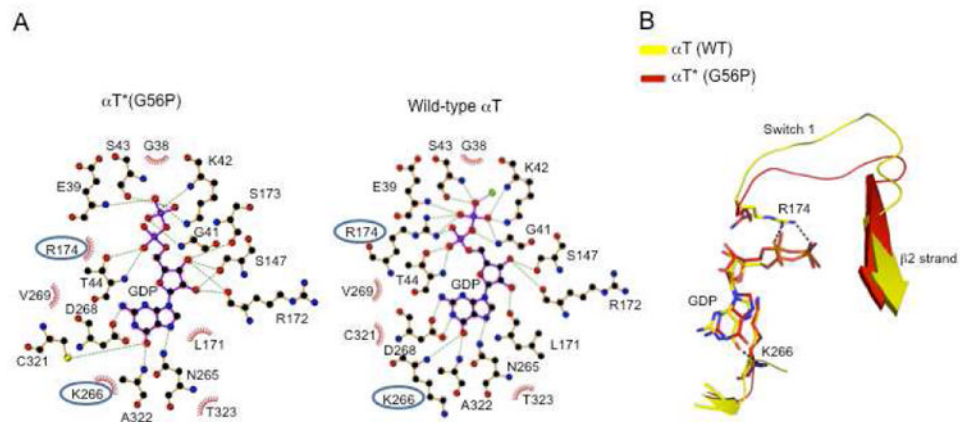 A
αT*(G56P)
S43
G38
K42
E39
S173
R174
G41
T44
S147
V269
GDP
D268
R172
C321
L171
N265
K266
A322
T323
Wild-type αT
S43
G38
K42
E39
R174
G41
T44
S147
V269
GDP
C321
R172
D268
L171
N265
K266
A322
T323
B
αT (WT)
αT* (G56P)
Switch 1
R174
β2 strand
GDP
K266